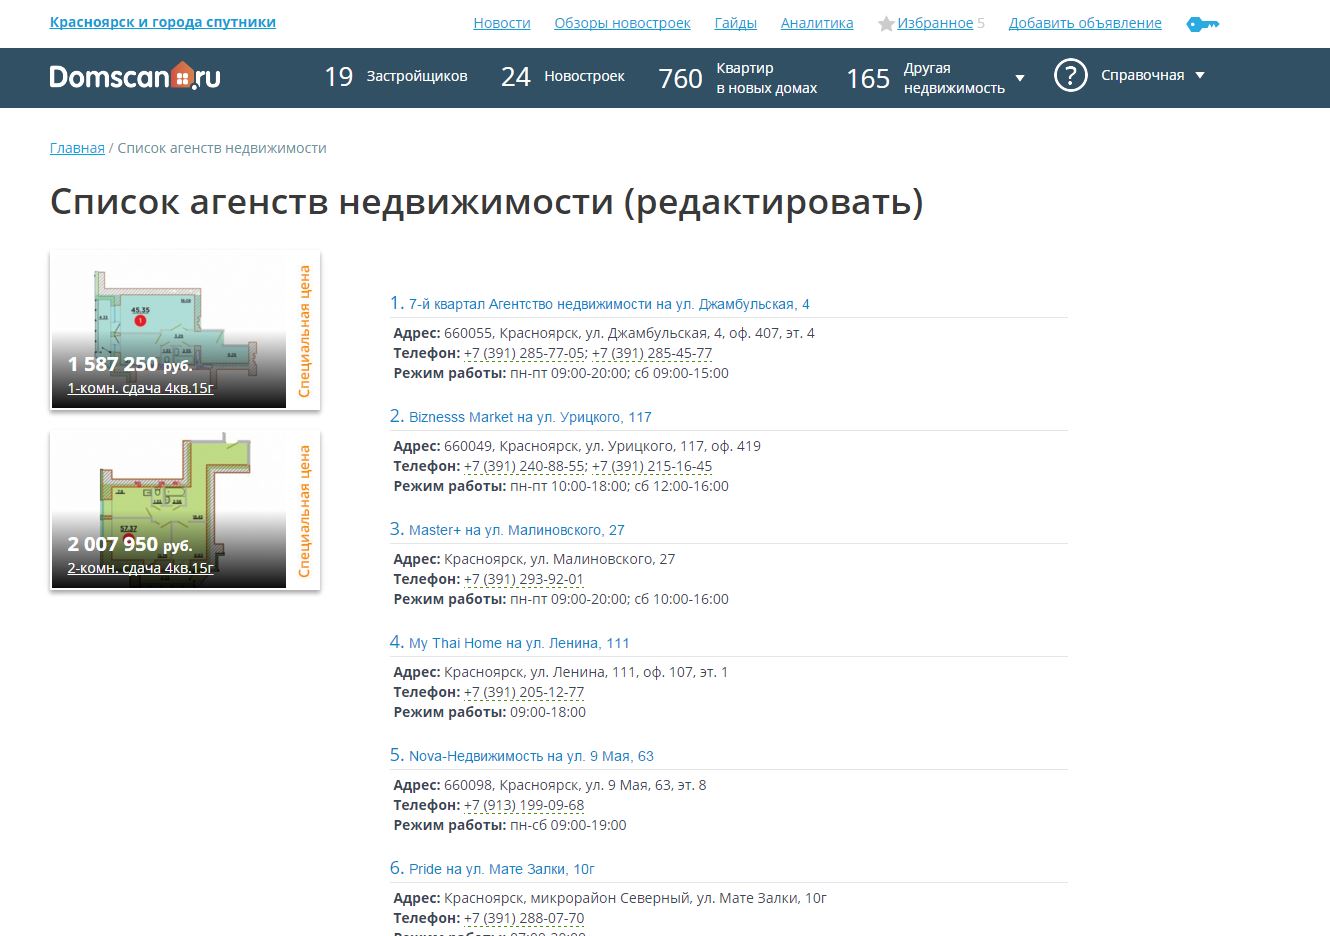 Красноярск и города спутники
Новости Обзоры новостроек Гайды Аналитика Избранное 5 Добавить объявление
Domscan.ru
19 Застройщиков
24 Новостроек
760 Квартир
в новых домах
165 Другая
недвижимость
? Справочная
Главная / Список агенств недвижимости
Список агенств недвижимости (редактировать)
45.35
1
1 587 250 руб.
1-комн. сдача 4кв.15г
Специальная цена
57.37
2 007 950 руб.
2-комн. сдача 4кв.15г
Специальная цена
1. 7-й квартал Агентство недвижимости на ул. Джамбульская, 4
Адрес: 660055, Красноярск, ул. Джамбульская, 4, оф. 407, эт. 4
Телефон: +7 (391) 285-77-05; +7 (391) 285-45-77
Режим работы: пн-пт 09:00-20:00; сб 09:00-15:00
2. Biznesss Market на ул. Урицкого, 117
Адрес: 660049, Красноярск, ул. Урицкого, 117, оф. 419
Телефон: +7 (391) 240-88-55; +7 (391) 215-16-45
Режим работы: пн-пт 10:00-18:00; сб 12:00-16:00
3. Master+ на ул. Малиновского, 27
Адрес: Красноярск, ул. Малиновского, 27
Телефон: +7 (391) 293-92-01
Режим работы: пн-пт 09:00-20:00; сб 10:00-16:00
4. My Thai Home на ул. Ленина, 111
Адрес: Красноярск, ул. Ленина, 111, оф. 107, эт. 1
Телефон: +7 (391) 205-12-77
Режим работы: 09:00-18:00
5. Nova-Недвижимость на ул. 9 Мая, 63
Адрес: 660098, Красноярск, ул. 9 Мая, 63, эт. 8
Телефон: +7 (913) 199-09-68
Режим работы: пн-сб 09:00-19:00
6. Pride на ул. Мате Залки, 10г
Адрес: Красноярск, микрорайон Северный, ул. Мате Залки, 10г
Телефон: +7 (391) 288-07-70